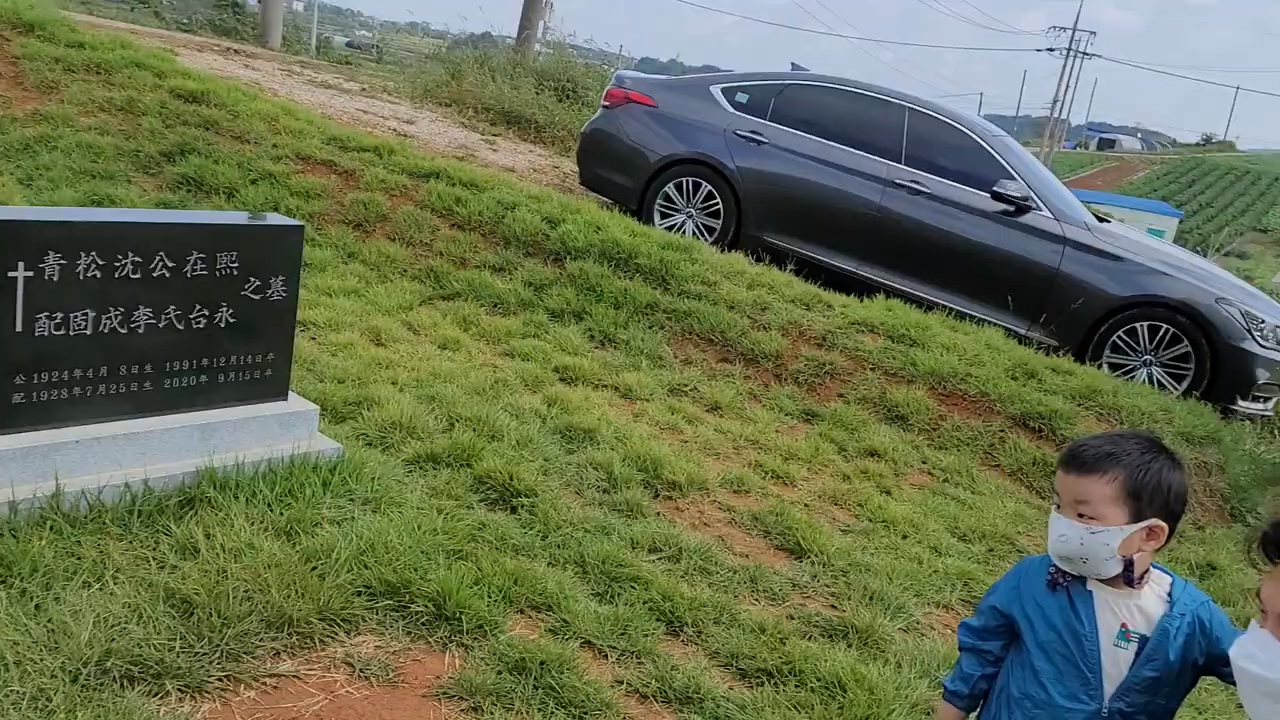 青松沈公在熙
之墓
配固成李氏台永
公1924年4月 8日生 1991年12月14日卒
配1928年7月25日生 2020年 9月15日卒